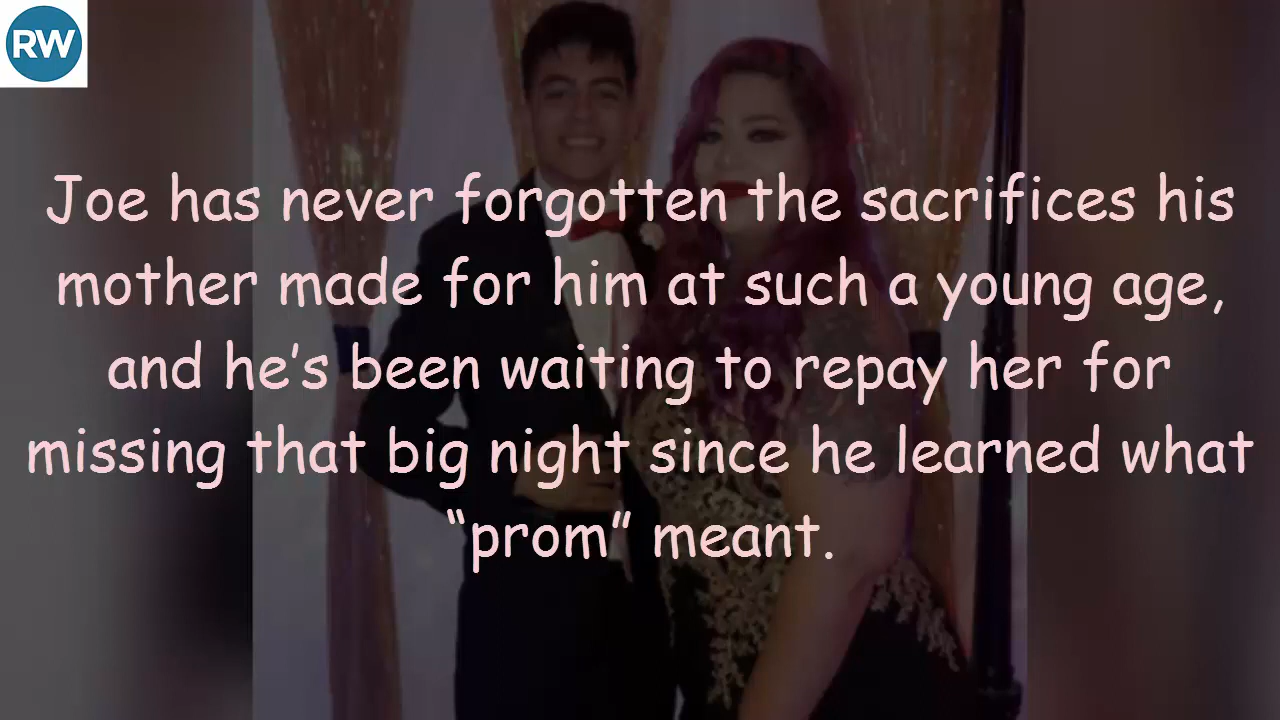 RW
Joe has never forgotten the sacrifices his
mother made for him at such a young age,
and he’s been waiting to repay her for
missing that big night since he learned what
“prom” meant.